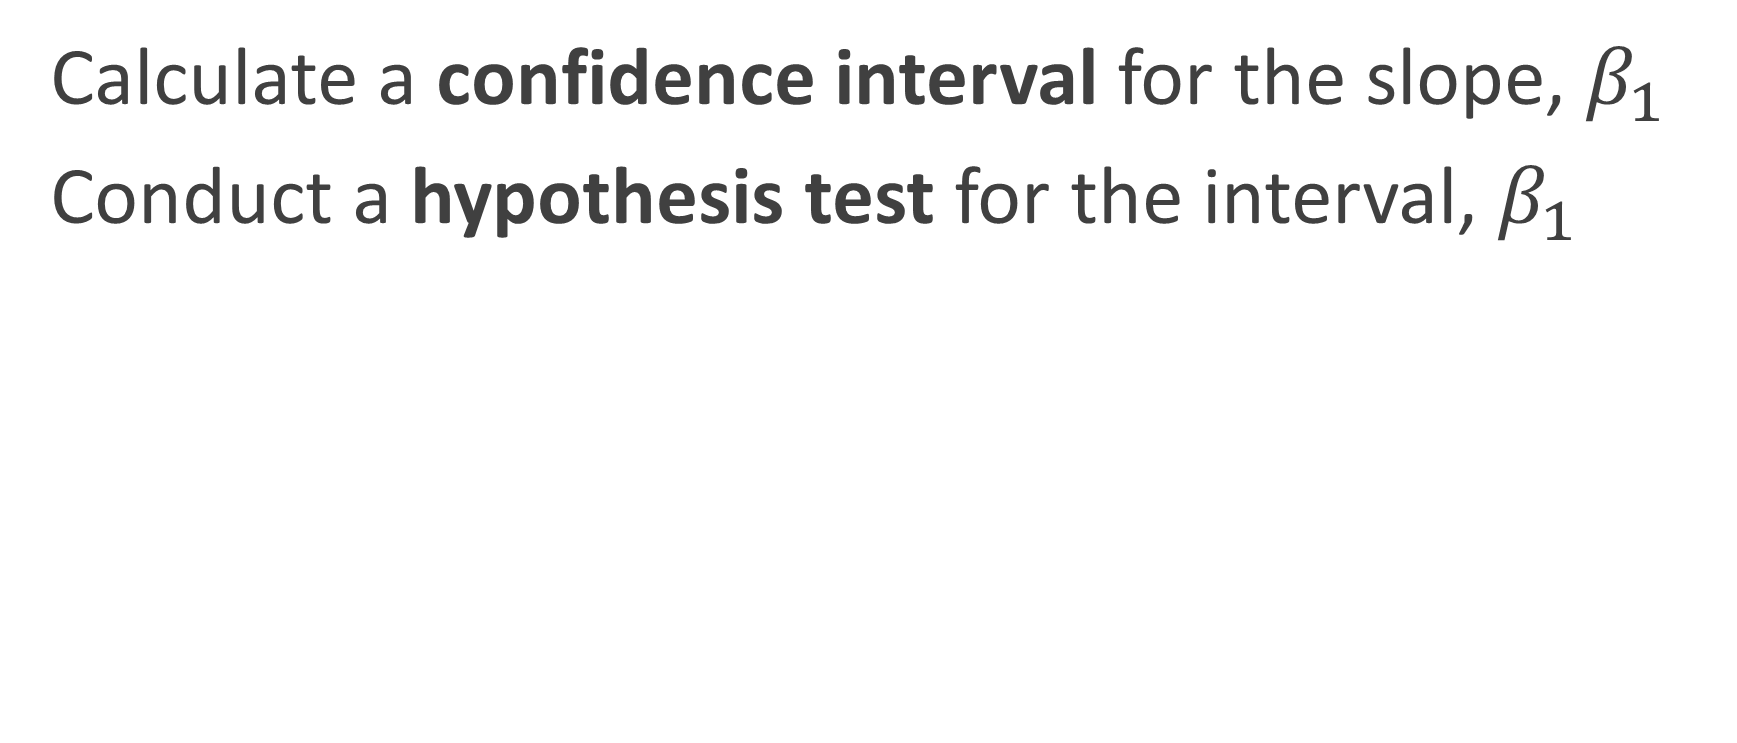 Calculate a confidence interval for the slope, β₁
Conduct a hypothesis test for the interval, β₁